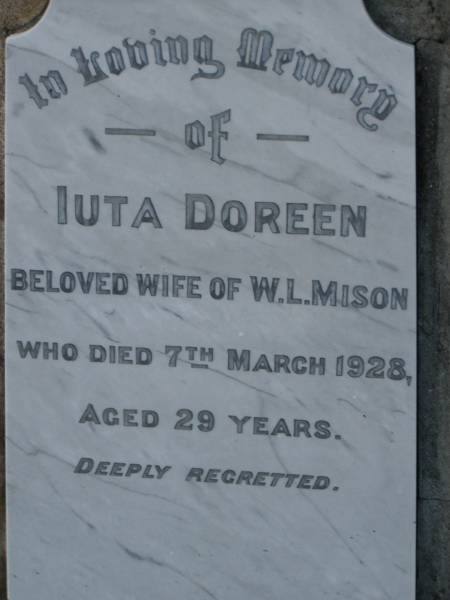 In Loving Memory
— of —
IUTA DOREEN
BELOVED WIFE OF W.L.MISON
WHO DIED 7TH MARCH 1928,
AGED 29 YEARS.
DEEPLY REGRETTED.